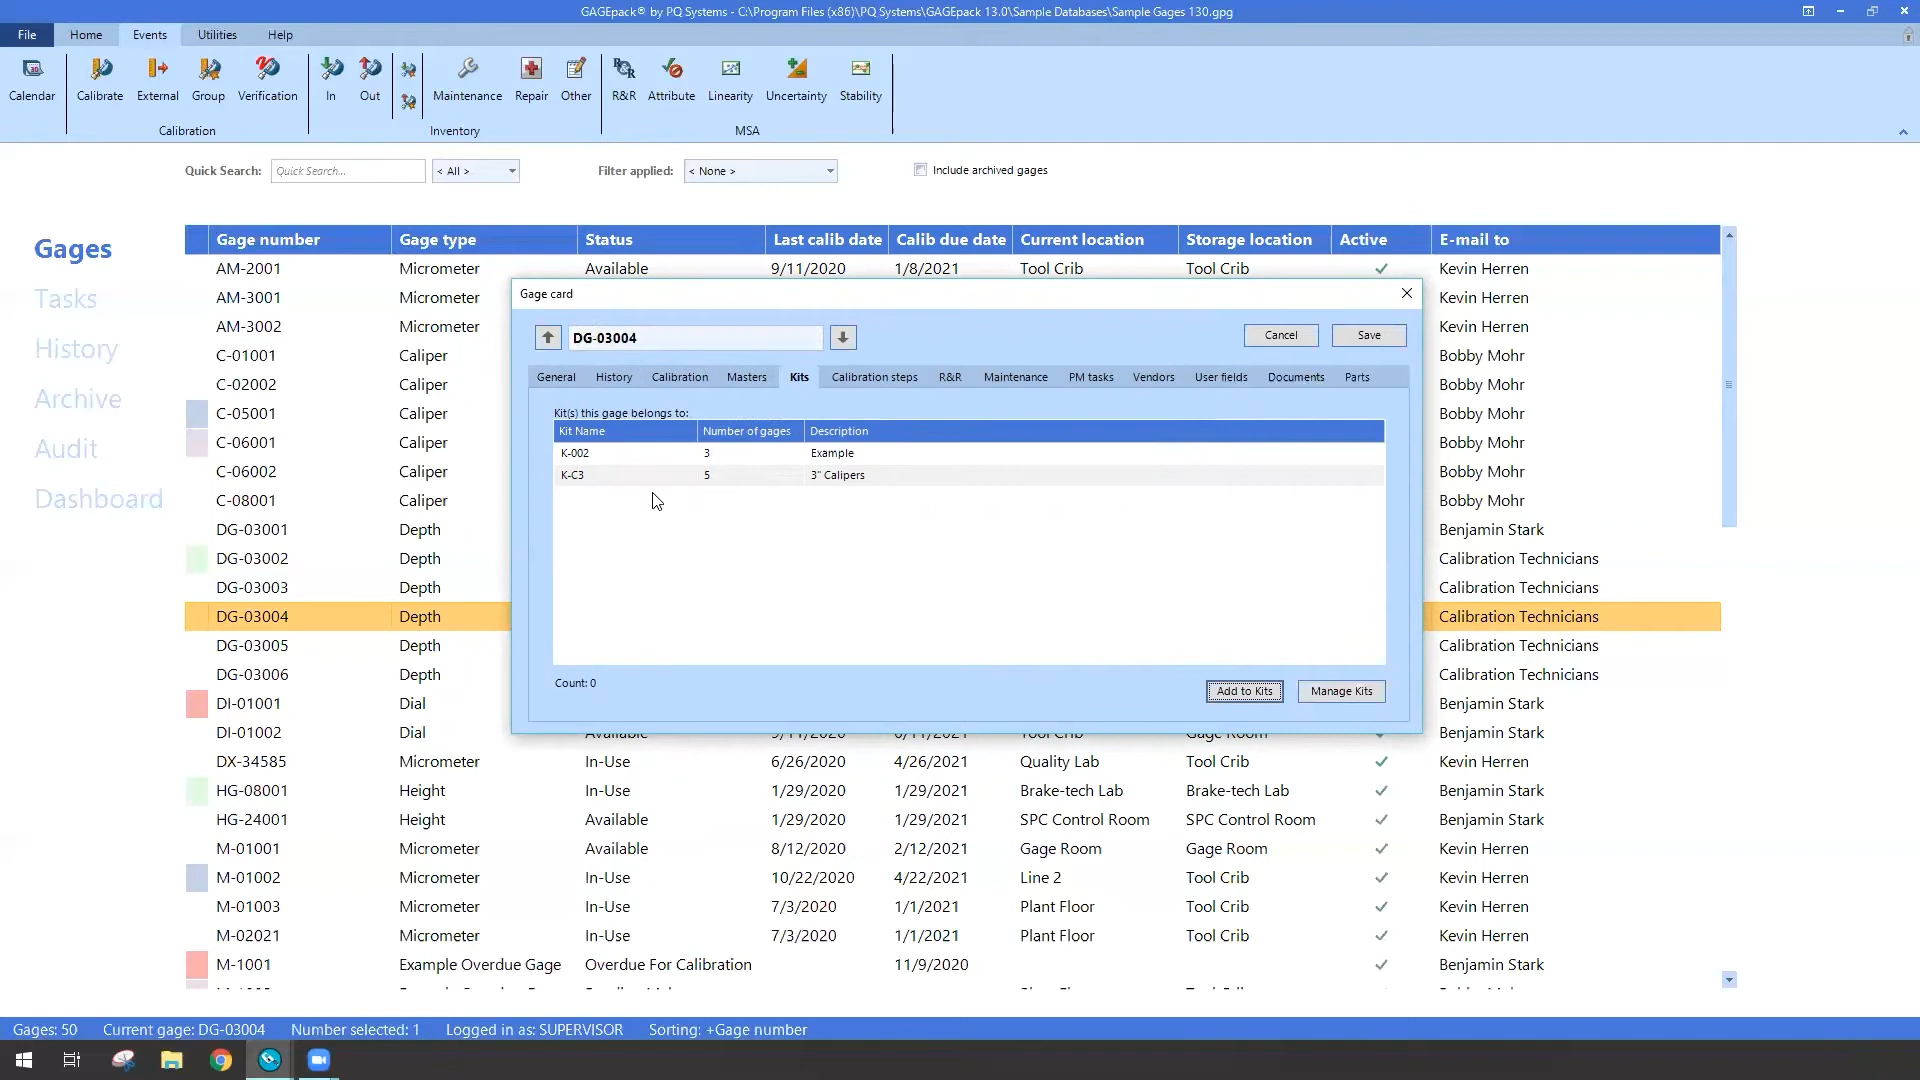 GAGEpack® by PQ Systems - C:\Program Files (x86)\PQ Systems\GAGEpack 13.0\Sample Databases\Sample Gages 130.gpg
File Home Events Utilities Help
Calendar Calibrate External Group Verification In Out Maintenance Repair Other R&R Attribute Linearity Uncertainty Stability
Calibration Inventory MSA
Quick Search: Quick Search... < All > Filter applied: < None > Include archived gages
Gages
Tasks
History
Archive
Audit
Dashboard
Gage number Gage type Status Last calib date Calib due date Current location Storage location Active E-mail to
AM-2001 Micrometer Available 9/11/2020 1/8/2021 Tool Crib Tool Crib Kevin Herren
AM-3001 Micrometer Kevin Herren
AM-3002 Micrometer Kevin Herren
C-01001 Caliper Bobby Mohr
C-02002 Caliper Bobby Mohr
C-05001 Caliper Bobby Mohr
C-06001 Caliper Bobby Mohr
C-06002 Caliper Bobby Mohr
C-08001 Caliper Bobby Mohr
DG-03001 Depth Benjamin Stark
DG-03002 Depth Calibration Technicians
DG-03003 Depth Calibration Technicians
DG-03004 Depth Calibration Technicians
DG-03005 Depth Calibration Technicians
DG-03006 Depth Calibration Technicians
DI-01001 Dial Benjamin Stark
DI-01002 Dial Available Tool Crib Gage Room Benjamin Stark
DX-34585 Micrometer In-Use 6/26/2020 4/26/2021 Quality Lab Tool Crib Kevin Herren
HG-08001 Height In-Use 1/29/2020 1/29/2021 Brake-tech Lab Brake-tech Lab Benjamin Stark
HG-24001 Height Available 1/29/2020 1/29/2021 SPC Control Room SPC Control Room Benjamin Stark
M-01001 Micrometer Available 8/12/2020 2/12/2021 Gage Room Gage Room Kevin Herren
M-01002 Micrometer In-Use 10/22/2020 4/22/2021 Line 2 Tool Crib Kevin Herren
M-01003 Micrometer In-Use 7/3/2020 1/1/2021 Plant Floor Tool Crib Kevin Herren
M-02021 Micrometer In-Use 7/3/2020 1/1/2021 Plant Floor Tool Crib Kevin Herren
M-1001 Example Overdue Gage Overdue For Calibration 11/9/2020 Benjamin Stark
Gage card
DG-03004 Cancel Save
General History Calibration Masters Kits Calibration steps R&R Maintenance PM tasks Vendors User fields Documents Parts
Kit(s) this gage belongs to:
Kit Name Number of gages Description
K-002 3 Example
K-C3 5 3" Calipers
Count: 0 Add to Kits Manage Kits
Gages: 50 Current gage: DG-03004 Number selected: 1 Logged in as: SUPERVISOR Sorting: +Gage number